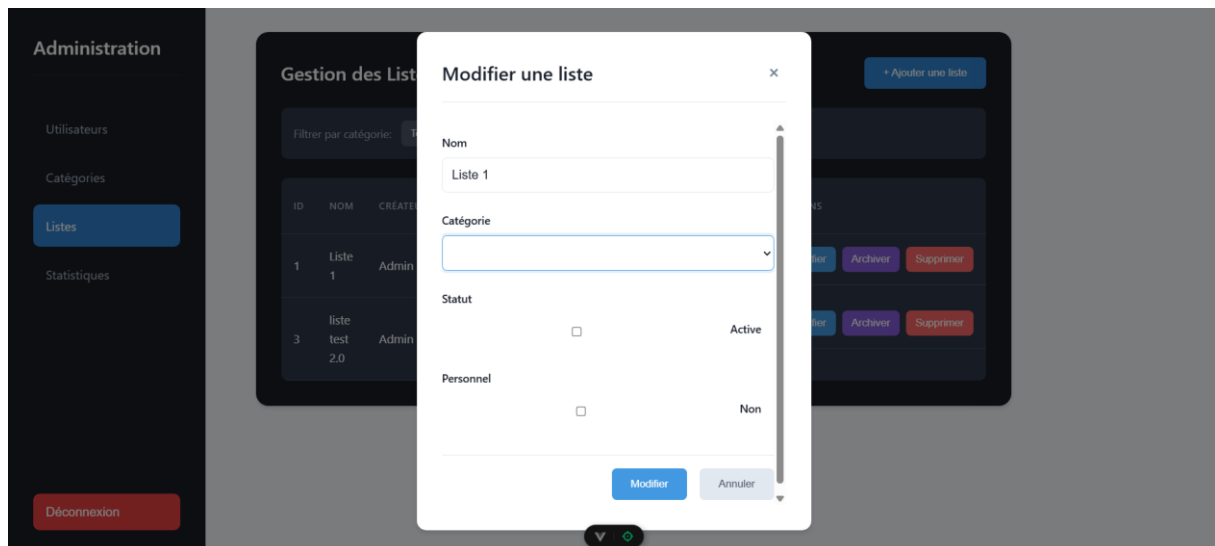 Administration
Utilisateurs
Catégories
Listes
Statistiques
Déconnexion
Gestion des List
+ Ajouter une liste
Filtrer par catégorie:
ID NOM
Liste
1 Admin
1
Archiver Supprimer
liste
3 test Admin
2.0
Archiver Supprimer
Modifier une liste
×
Nom
Liste 1
Catégorie
Statut
Active
Personnel
Non
Modifier Annuler